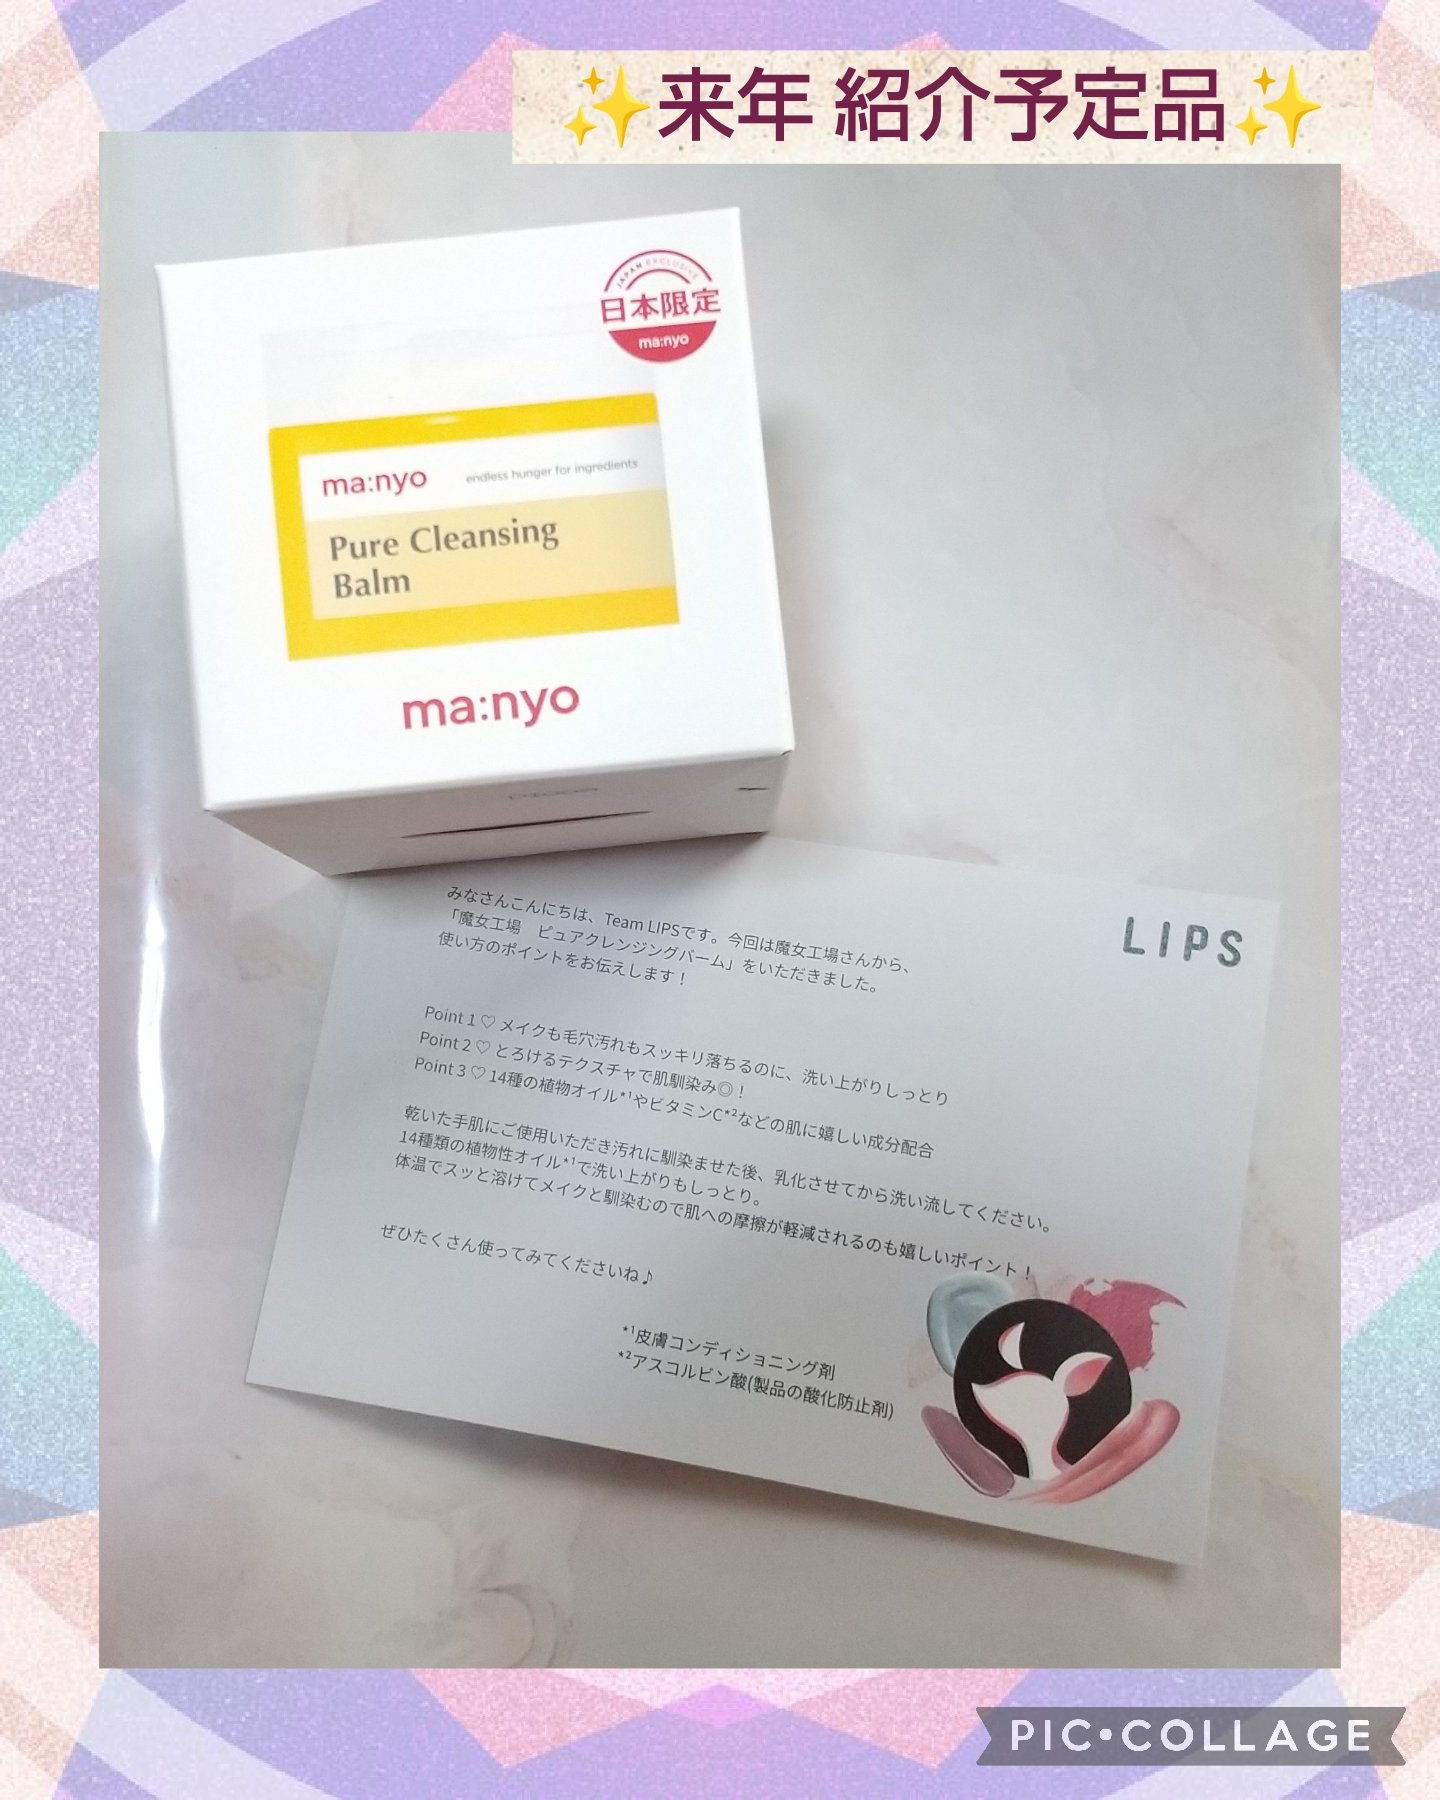 ✨来年 紹介予定品✨
JAPAN EXCLUSIVE
日本限定
ma:nyo
ma:nyo endless hunger for ingredients
Pure Cleansing
Balm
ma:nyo
LIPS
みなさんこんにちは、Team LIPSです。今回は魔女工場さんから、
「魔女工場 ピュアクレンジングバーム」をいただきました。
使い方のポイントをお伝えします！
Point 1 ♡ メイクも毛穴汚れもスッキリ落ちるのに、洗い上がりしっとり
Point 2 ♡ とろけるテクスチャで肌馴染み◎！
Point 3 ♡ 14種の植物オイル*¹やビタミンC*²などの肌に嬉しい成分配合
乾いた手肌にご使用いただき汚れに馴染ませた後、乳化させてから洗い流してください。
14種類の植物性オイル*¹で洗い上がりもしっとり。
体温でスッと溶けてメイクと馴染むので肌への摩擦が軽減されるのも嬉しいポイント！
ぜひたくさん使ってみてくださいね♪
*¹皮膚コンディショニング剤
*²アスコルビン酸(製品の酸化防止剤)
PIC•COLLAGE